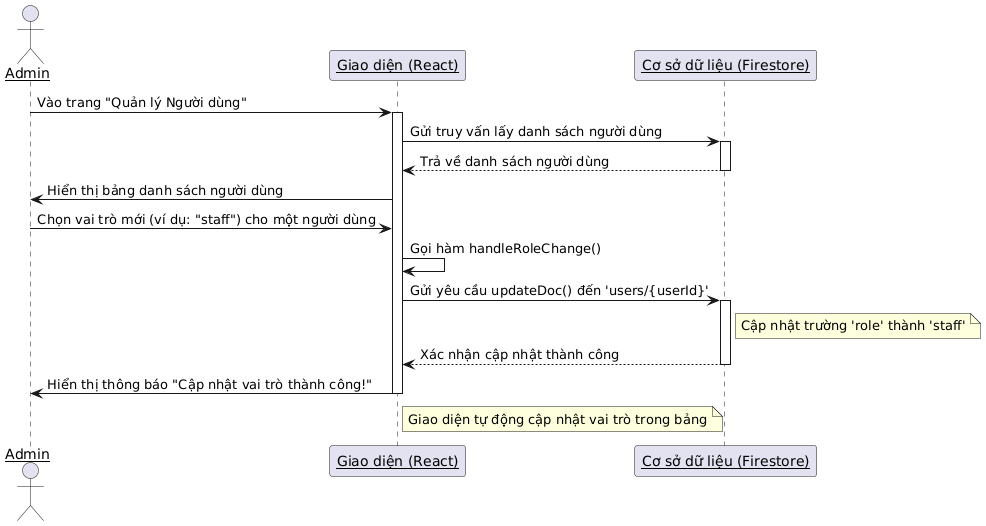 Admin
Giao diện (React)
Cơ sở dữ liệu (Firestore)
Vào trang "Quản lý Người dùng"
Gửi truy vấn lấy danh sách người dùng
Trả về danh sách người dùng
Hiển thị bảng danh sách người dùng
Chọn vai trò mới (ví dụ: "staff") cho một người dùng
Gọi hàm handleRoleChange()
Gửi yêu cầu updateDoc() đến 'users/{userId}'
Cập nhật trường 'role' thành 'staff'
Xác nhận cập nhật thành công
Hiển thị thông báo "Cập nhật vai trò thành công!"
Giao diện tự động cập nhật vai trò trong bảng
Admin
Giao diện (React)
Cơ sở dữ liệu (Firestore)